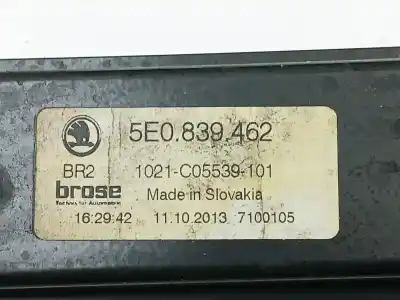 5E0.839.462
BR2 1021-C05539-101
brose Made in Slovakia
Technik für Automobile
16:29:42 11.10.2013 7100105